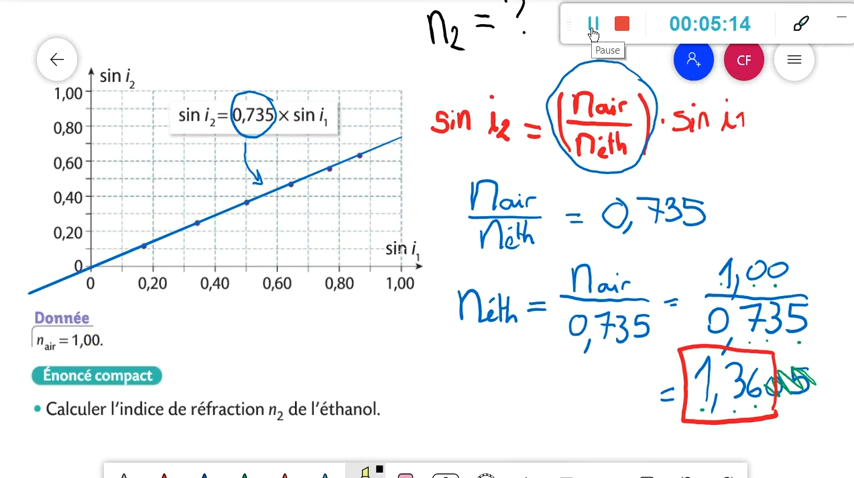 n2 = ?
00:05:14
Pause
CF
sin i2
1,00
0,80
0,60
0,40
0,20
0
sin i2 = 0,735 × sin i1
sin i1
0 0,20 0,40 0,60 0,80 1,00
sin i2 = (nair / néth) · sin i1
nair / néth = 0,735
néth = nair / 0,735 = 1,00 / 0,735
= 1,36
Donnée
nair = 1,00.
Énoncé compact
• Calculer l'indice de réfraction n2 de l'éthanol.